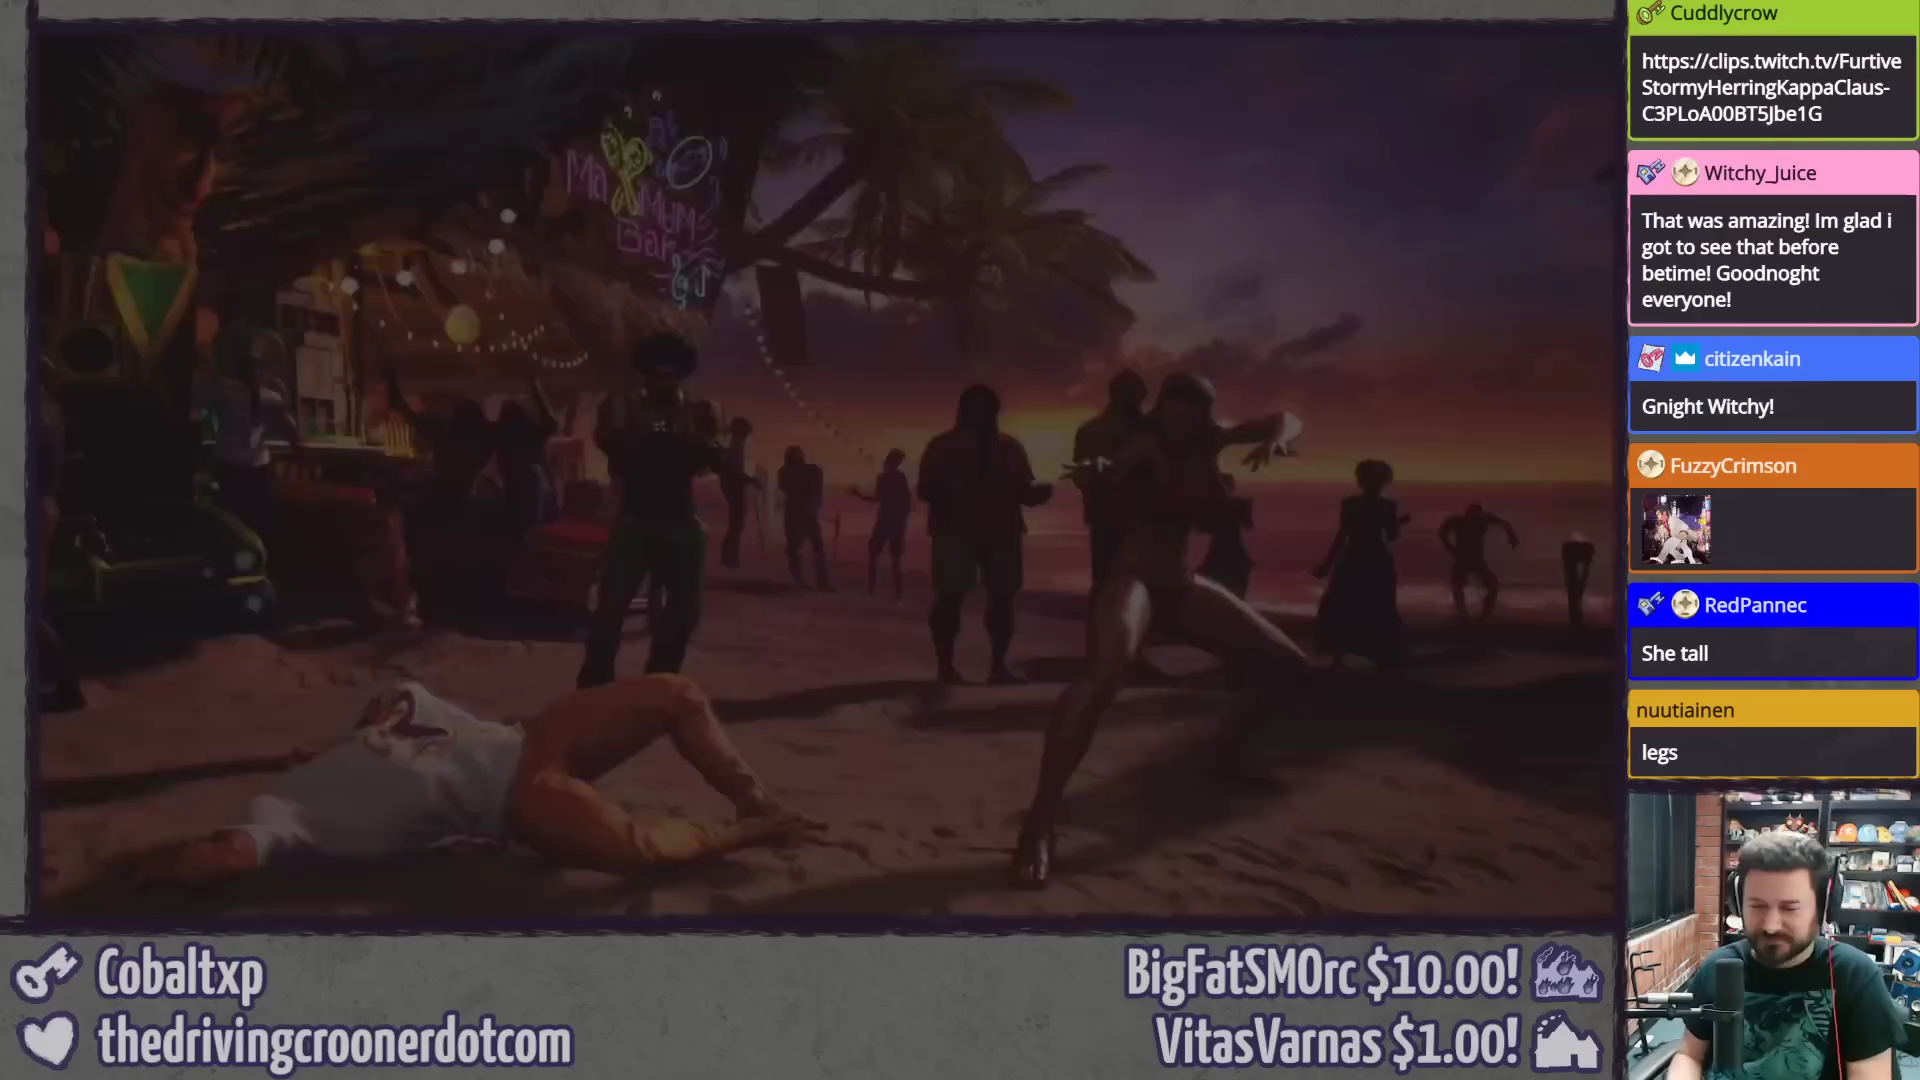 Cuddlycrow
https://clips.twitch.tv/Furtive
StormyHerringKappaClaus-
C3PLoA00BT5Jbe1G
Witchy_Juice
That was amazing! Im glad i
got to see that before
betime! Goodnoght
everyone!
citizenkain
Gnight Witchy!
FuzzyCrimson
RedPannec
She tall
nuutiainen
legs
Bar
Cobaltxp
thedrivingcroonerdotcom
BigFatSMOrc $10.00!
VitasVarnas $1.00!